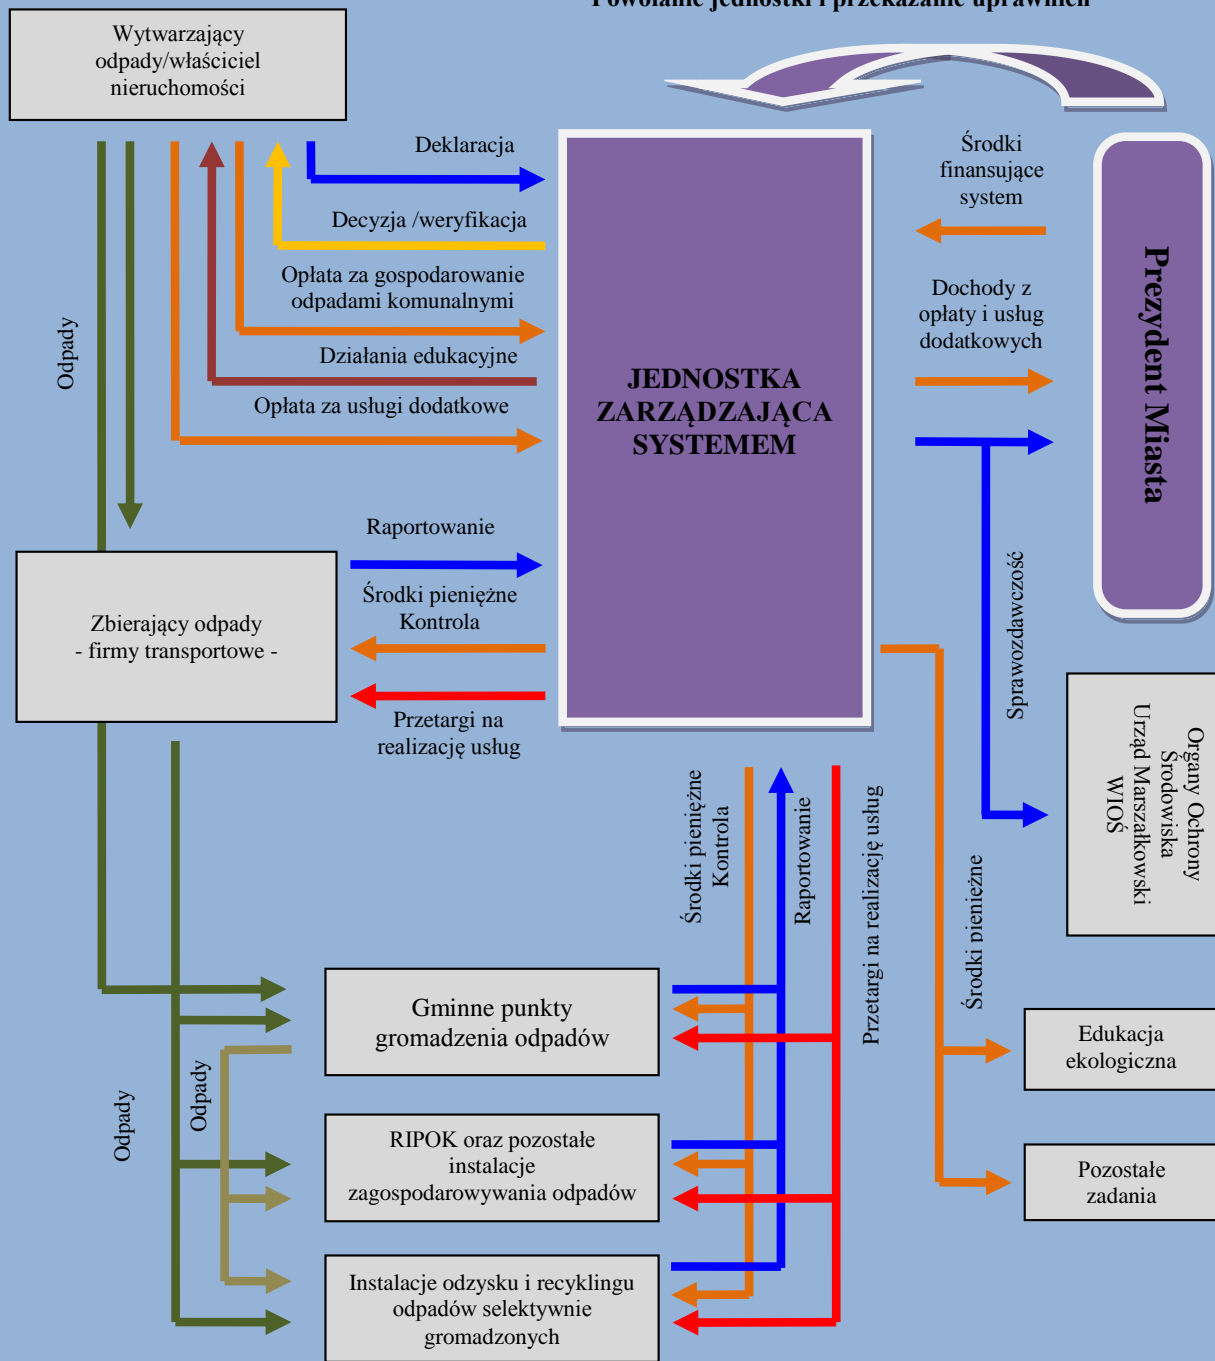 Powołanie jednostki i przekazanie uprawnień
Wytwarzający
odpady/właściciel
nieruchomości
Deklaracja
Decyzja /weryfikacja
Opłata za gospodarowanie
odpadami komunalnymi
Działania edukacyjne
Opłata za usługi dodatkowe
Odpady
JEDNOSTKA
ZARZĄDZAJĄCA
SYSTEMEM
Środki
finansujące
system
Dochody z
opłaty i usług
dodatkowych
Prezydent Miasta
Raportowanie
Środki pieniężne
Kontrola
Przetargi na
realizację usług
Zbierający odpady
- firmy transportowe -
Sprawozdawczość
Organy Ochrony
Środowiska
Urząd Marszałkowski
WIOŚ
Środki pieniężne
Kontrola
Raportowanie
Przetargi na realizację usług
Środki pieniężne
Gminne punkty
gromadzenia odpadów
Odpady
Odpady
RIPOK oraz pozostałe
instalacje
zagospodarowywania odpadów
Instalacje odzysku i recyklingu
odpadów selektywnie
gromadzonych
Edukacja
ekologiczna
Pozostałe
zadania